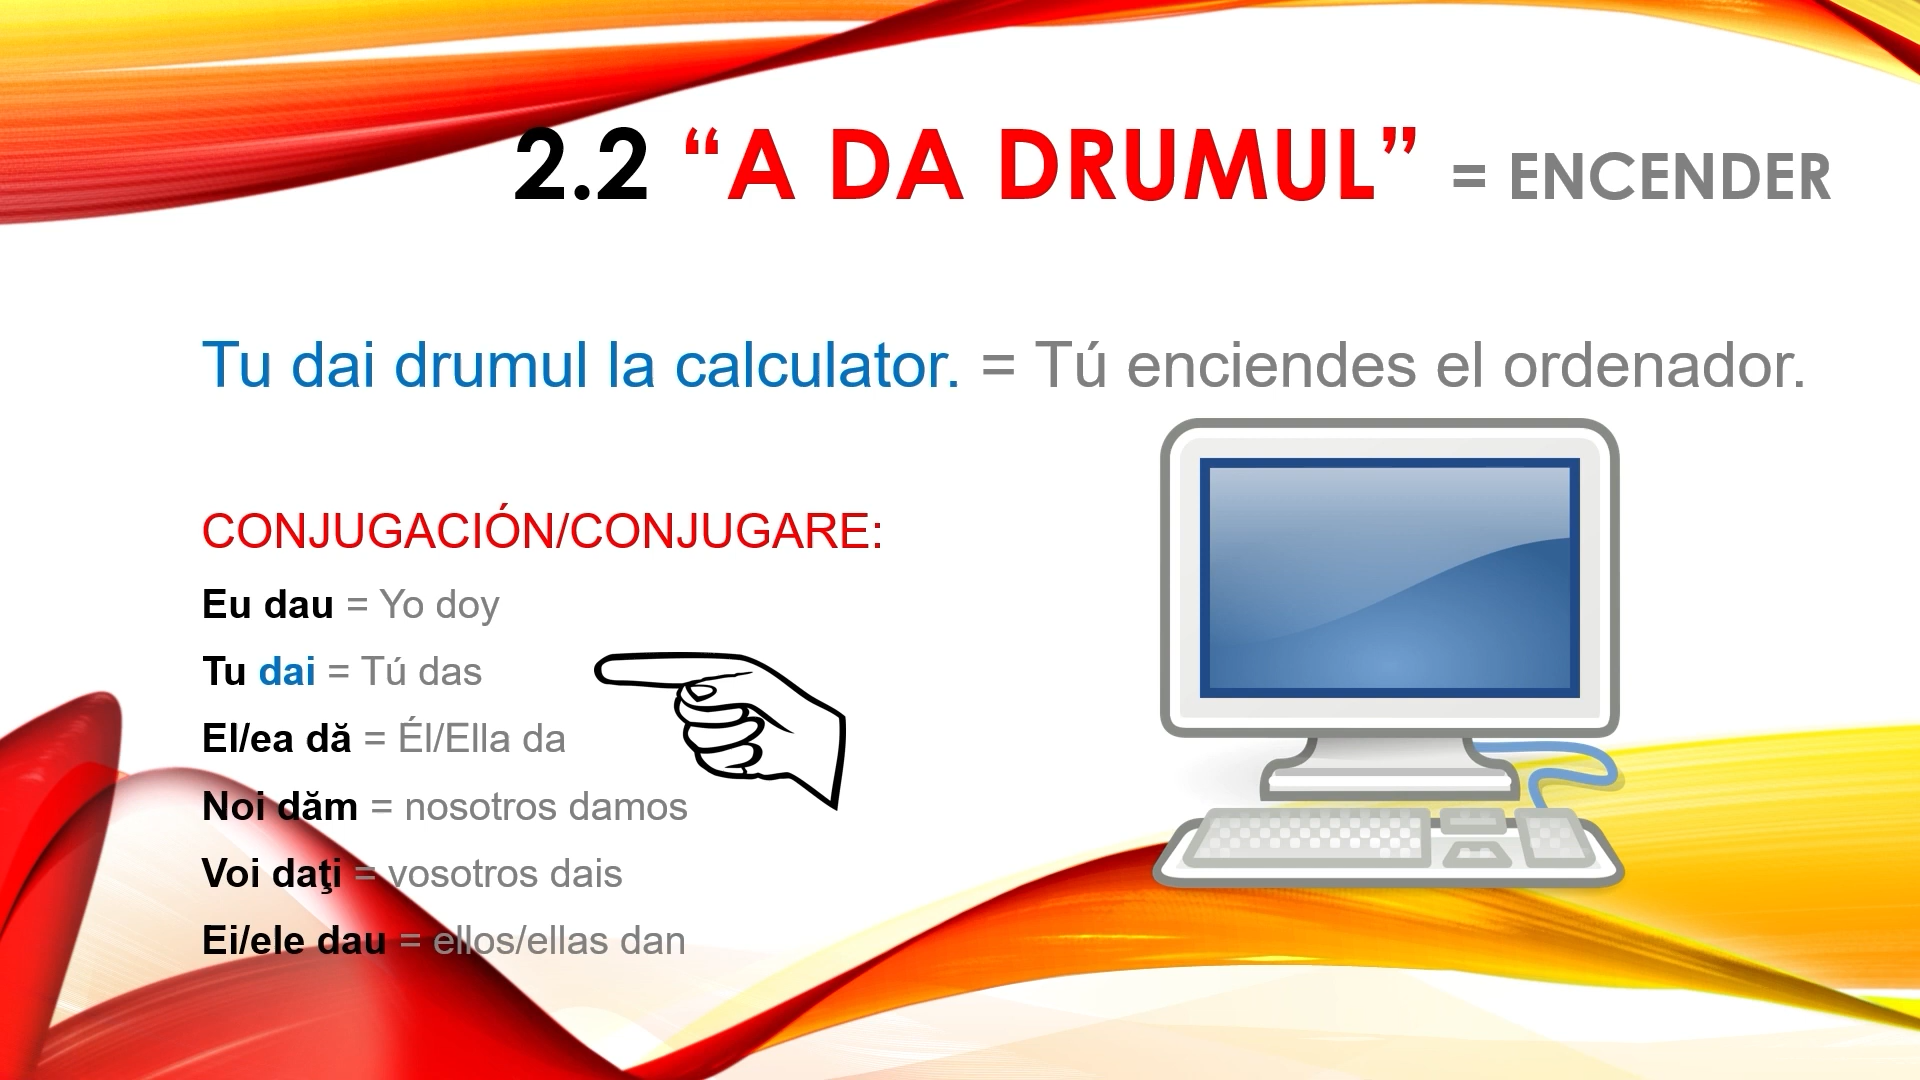 2.2 “A DA DRUMUL” = ENCENDER
Tu dai drumul la calculator. = Tú enciendes el ordenador.
CONJUGACIÓN/CONJUGARE:
Eu dau = Yo doy
Tu dai = Tú das
El/ea dă = Él/Ella da
Noi dăm = nosotros damos
Voi daţi = vosotros dais
Ei/ele dau = ellos/ellas dan